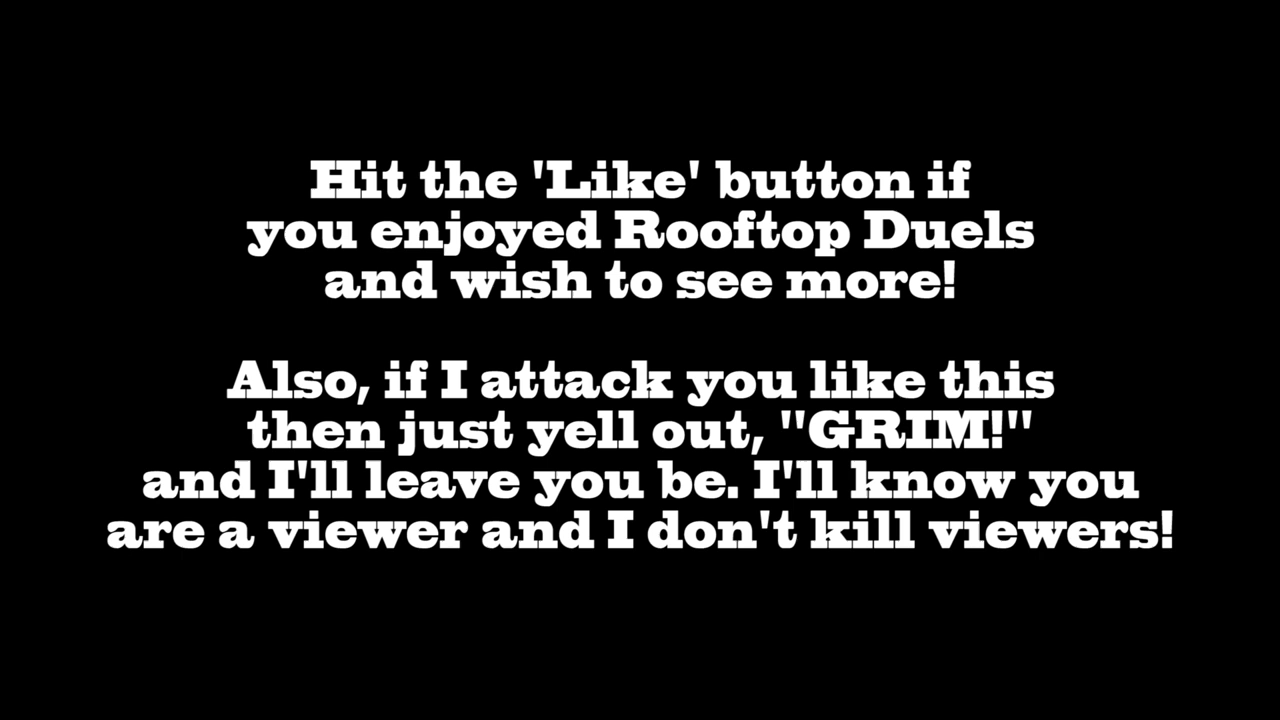 Hit the 'Like' button if
you enjoyed Rooftop Duels
and wish to see more!
Also, if I attack you like this
then just yell out, "GRIM!"
and I'll leave you be. I'll know you
are a viewer and I don't kill viewers!